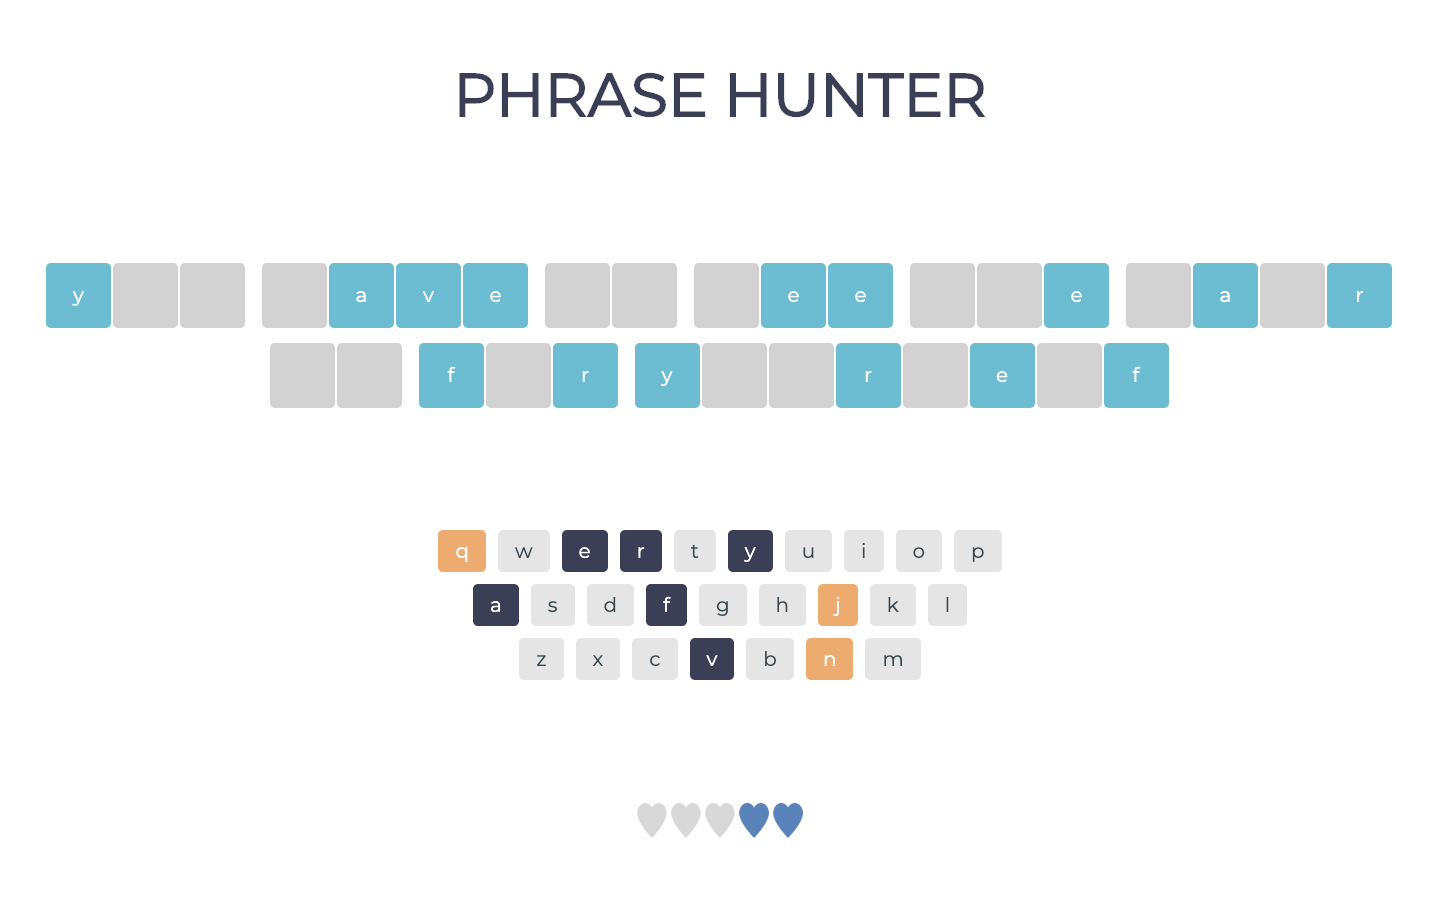 PHRASE HUNTER
y a v e e e e a r
f r y r e f
q w e r t y u i o p
a s d f g h j k l
z x c v b n m